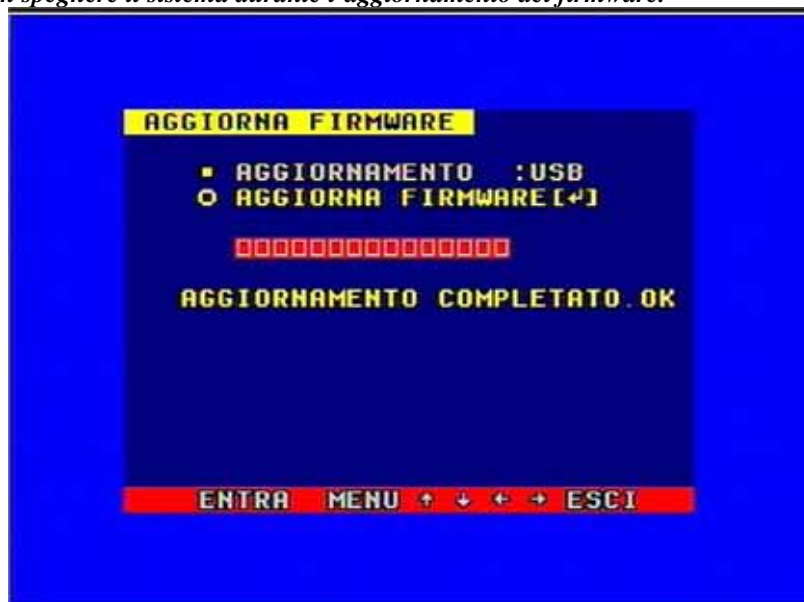 spegnere il sistema durante l'aggiornamento del firmware.
AGGIORNA FIRMWARE
AGGIORNAMENTO :USB
AGGIORNA FIRMWARE[↵]
AGGIORNAMENTO COMPLETATO.OK
ENTRA MENU ↑ ↓ ← → ESCI